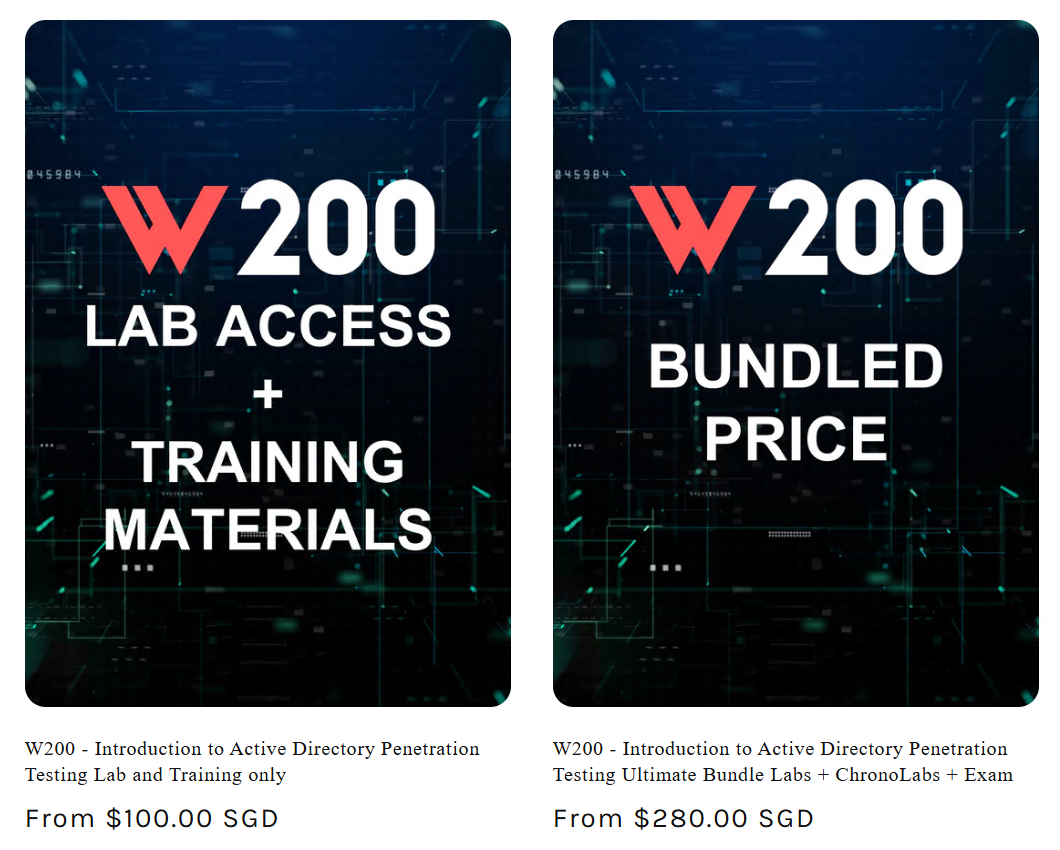 045984
W200
LAB ACCESS
+
TRAINING
MATERIALS
W200 - Introduction to Active Directory Penetration
Testing Lab and Training only
From $100.00 SGD
045984
W200
BUNDLED
PRICE
W200 - Introduction to Active Directory Penetration
Testing Ultimate Bundle Labs + ChronoLabs + Exam
From $280.00 SGD